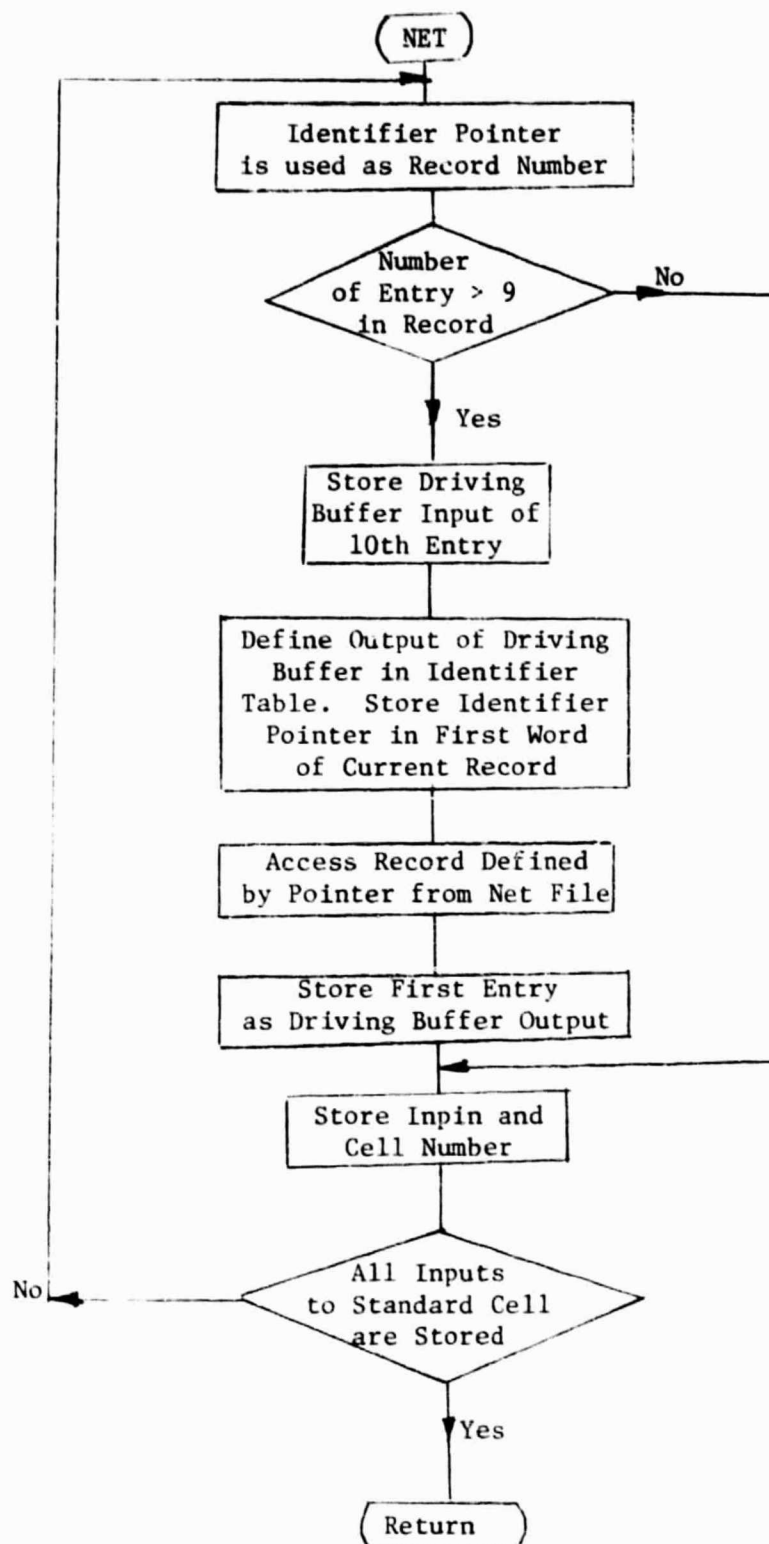 NET
Identifier Pointer
is used as Record Number
Number
of Entry > 9
in Record
No
Yes
Store Driving
Buffer Input of
10th Entry
Define Output of Driving
Buffer in Identifier
Table. Store Identifier
Pointer in First Word
of Current Record
Access Record Defined
by Pointer from Net File
Store First Entry
as Driving Buffer Output
Store Inpin and
Cell Number
All Inputs
to Standard Cell
are Stored
No
Yes
Return